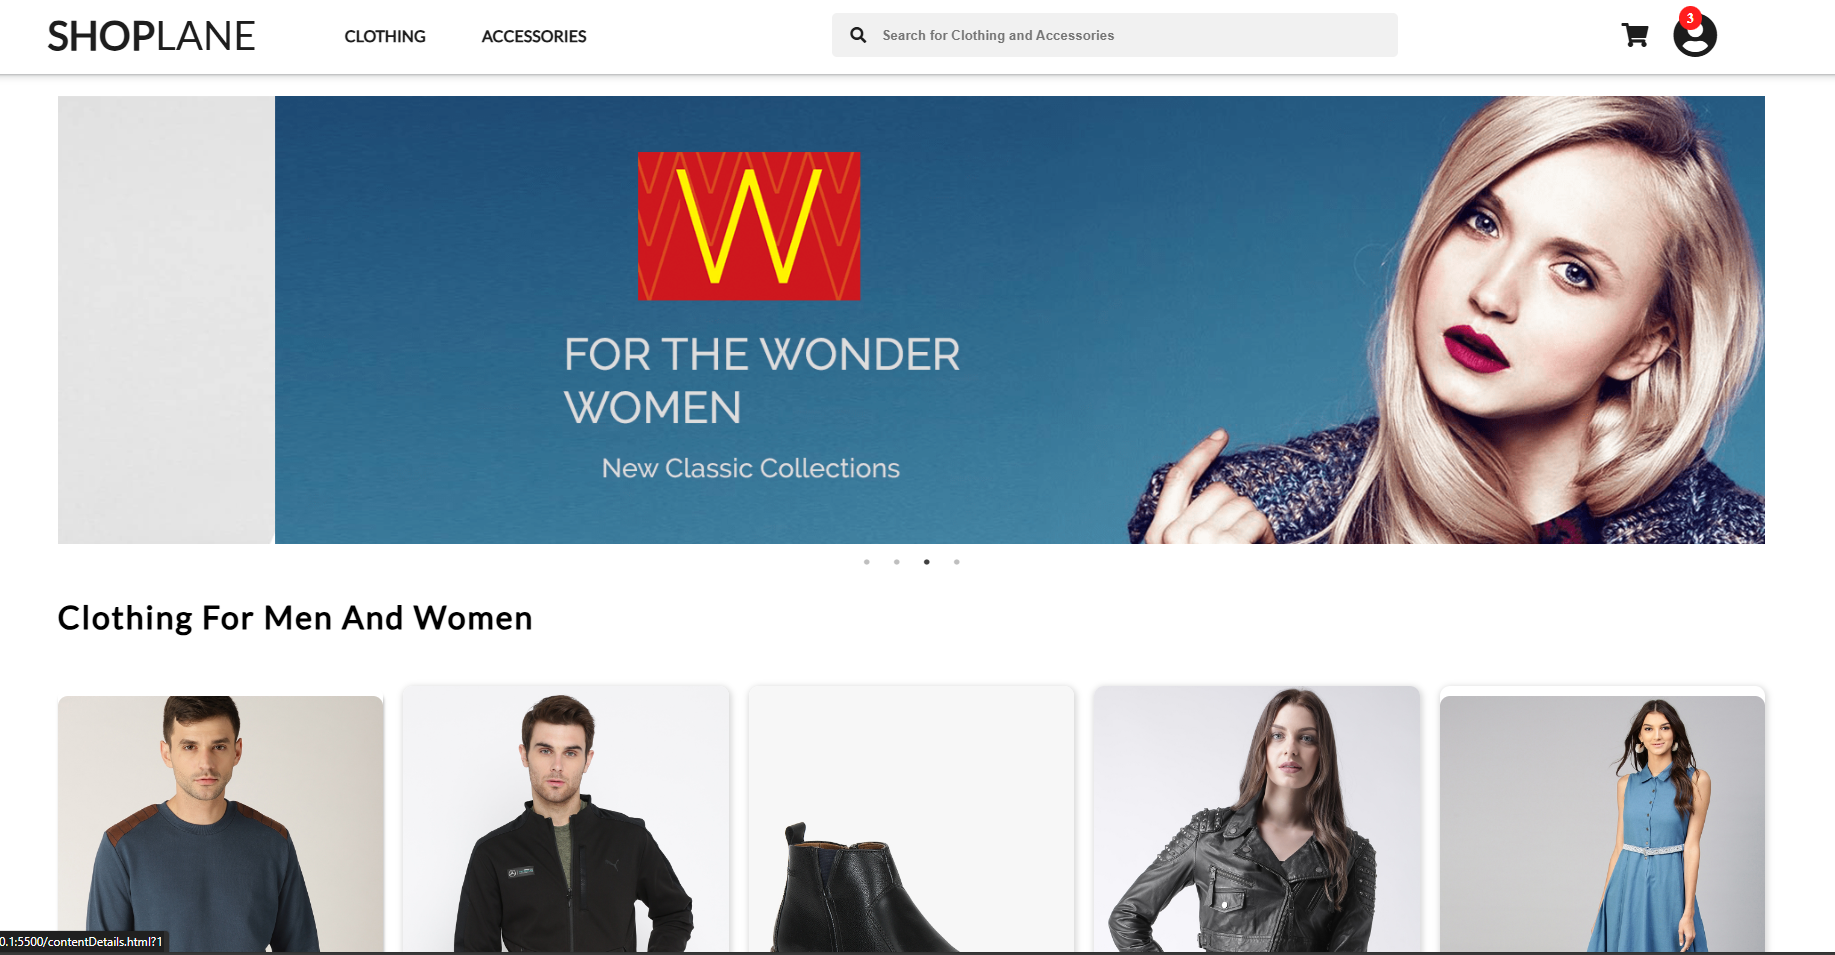 SHOPLANE
CLOTHING
ACCESSORIES
Search for Clothing and Accessories
3
W
FOR THE WONDER
WOMEN
New Classic Collections
Clothing For Men And Women
0.1:5500/contentDetails.html?1